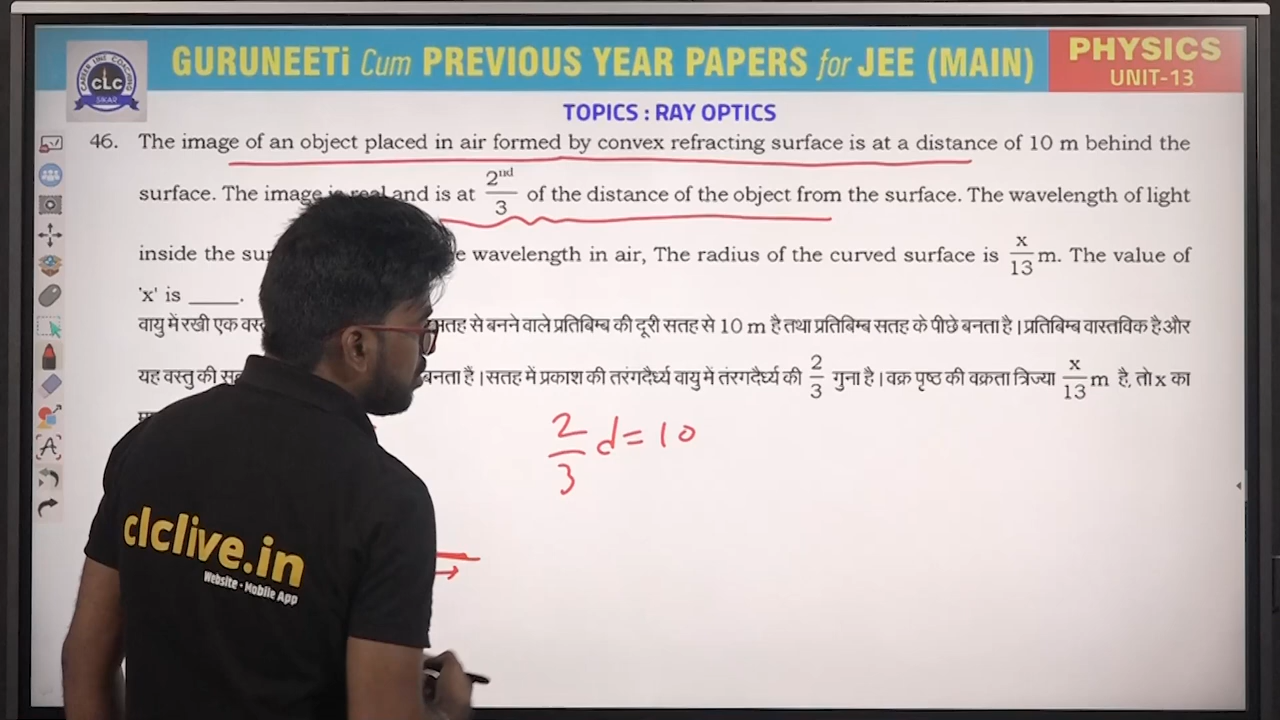 GURUNEETi Cum PREVIOUS YEAR PAPERS for JEE (MAIN)
PHYSICS
UNIT-13
CLC
SIKAR
TOPICS : RAY OPTICS
46. The image of an object placed in air formed by convex refracting surface is at a distance of 10 m behind the
surface. The image is real and is at 2nd/3 of the distance of the object from the surface. The wavelength of light
inside the wavelength in air, The radius of the curved surface is x/13 m. The value of
'x' is ____.
वायु में रखी एक सतह से बनने वाले प्रतिबिम्ब की दूरी सतह से 10 m है तथा प्रतिबिम्ब सतह के पीछे बनता है। प्रतिबिम्ब वास्तविक है और
यह वस्तु की बनता है। सतह में प्रकाश की तरंगदैर्ध्य वायु में तंरगदैर्ध्य की 2/3 गुना है। वक्र पृष्ठ की वक्रता त्रिज्या x/13 m है, तो x का
2/3 d = 10
clclive.in
Website • Mobile App